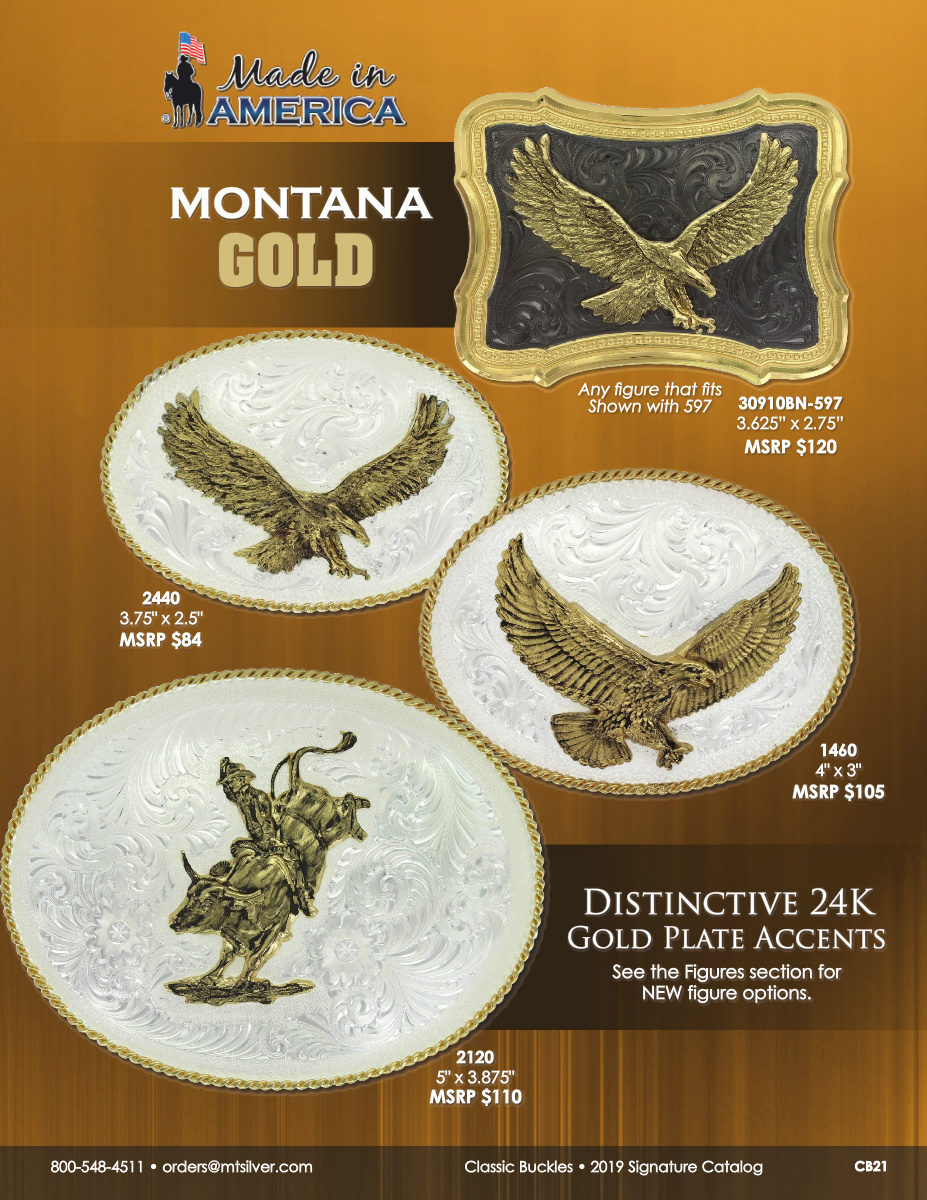 Made in
AMERICA
®
MONTANA
GOLD
Any figure that fits
Shown with 597
30910BN-597
3.625" x 2.75"
MSRP $120
2440
3.75" x 2.5"
MSRP $84
1460
4" x 3"
MSRP $105
DISTINCTIVE 24K
GOLD PLATE ACCENTS
See the Figures section for
NEW figure options.
2120
5" x 3.875"
MSRP $110
800-548-4511 • orders@mtsilver.com
Classic Buckles • 2019 Signature Catalog
CB21